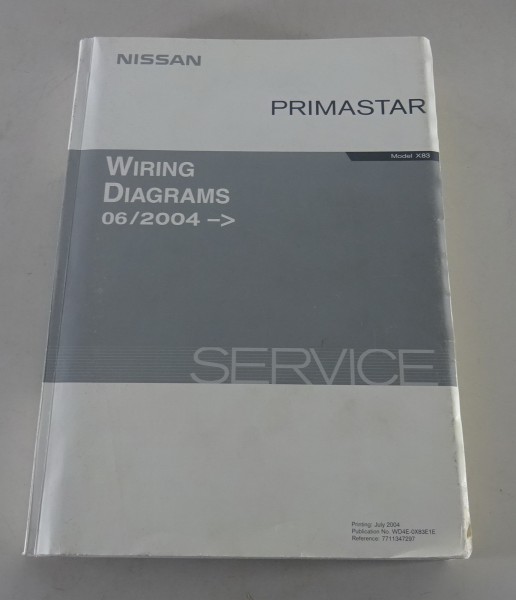 NISSAN
PRIMASTAR
Model X83
WIRING
DIAGRAMS
06/2004 –>
SERVICE
Printing: July 2004
Publication No. WD4E-0X83E1E
Reference: 7711347297